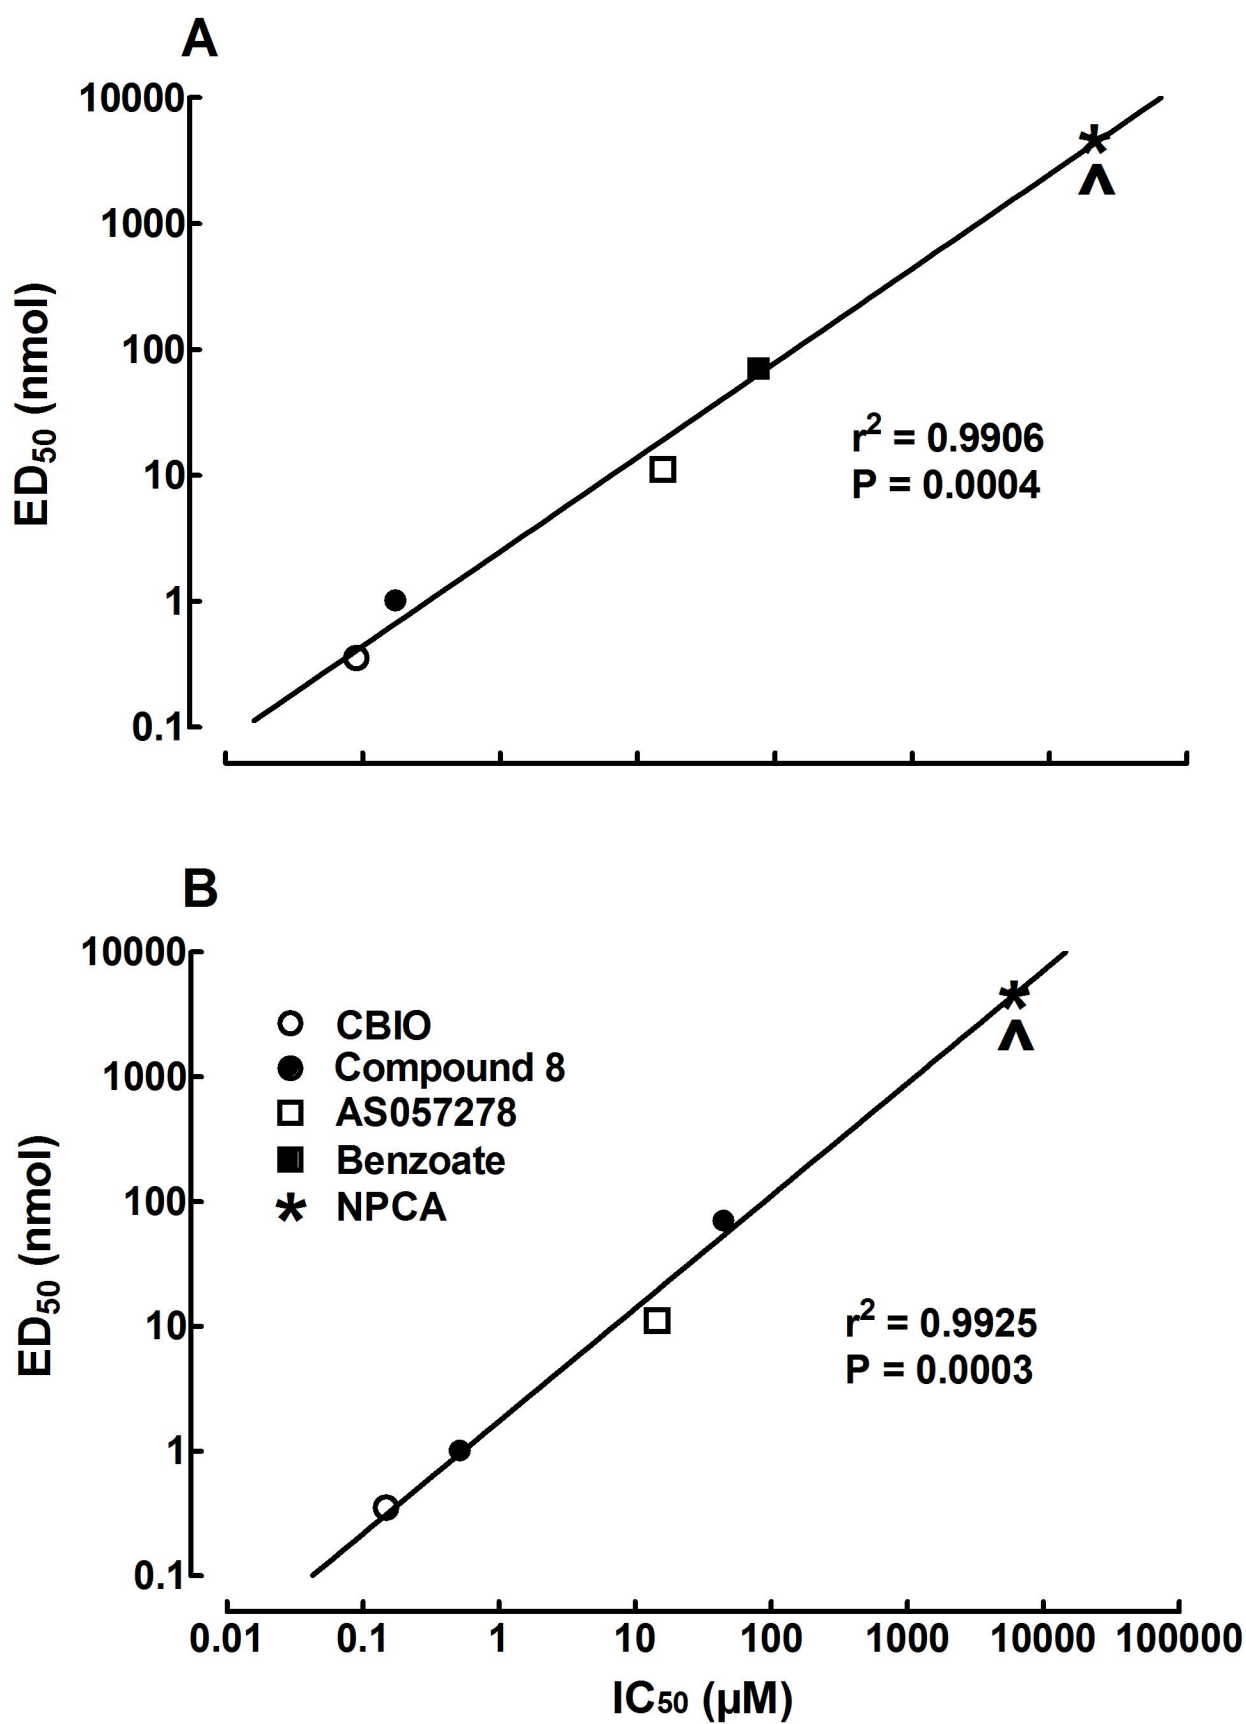 A
10000
1000
100
10
1
0.1
ED50 (nmol)
*
^
r2 = 0.9906
P = 0.0004
B
10000
1000
100
10
1
0.1
ED50 (nmol)
CBIO
Compound 8
AS057278
Benzoate
* NPCA
*
^
r2 = 0.9925
P = 0.0003
0.01 0.1 1 10 100 1000 10000 100000
IC50 (µM)